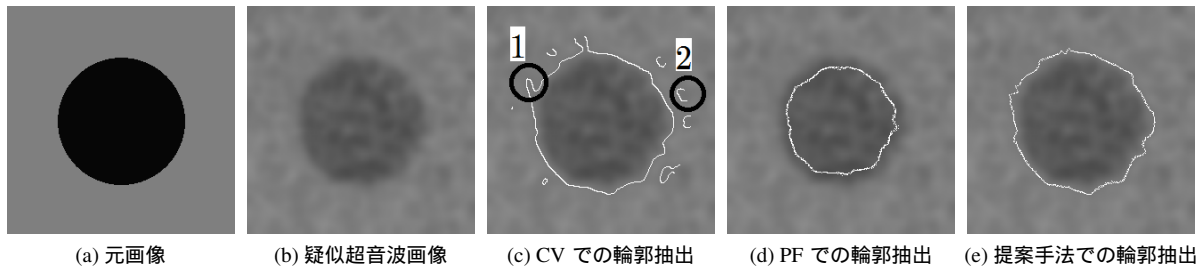 1
2
(a) 元画像
(b) 疑似超音波画像
(c) CV での輪郭抽出
(d) PF での輪郭抽出
(e) 提案手法での輪郭抽出